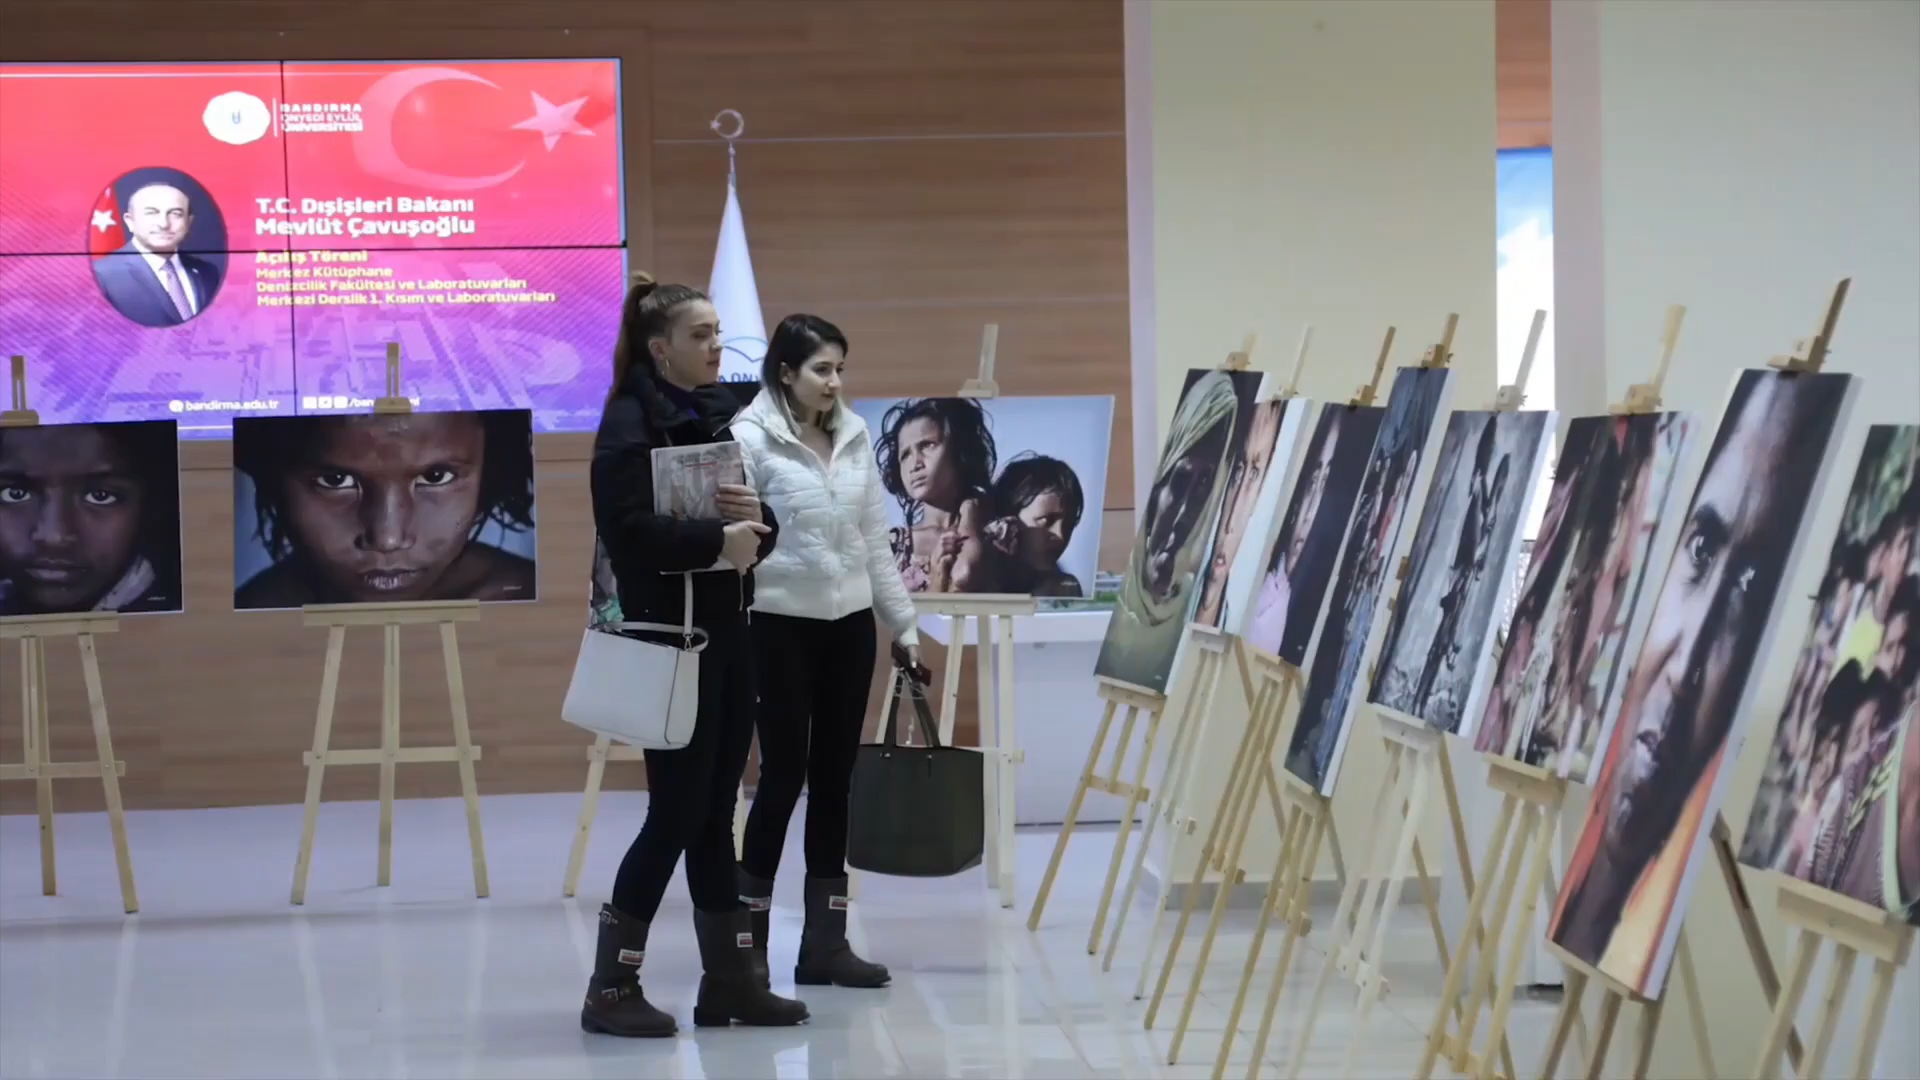 BANDIRMA
ONYEDİ EYLÜL
ÜNİVERSİTESİ
T.C. Dışişleri Bakanı
Mevlüt Çavuşoğlu
Açılış Töreni
Merkez Kütüphane
Denizcilik Fakültesi ve Laboratuvarları
Merkezi Derslik 1. Kısım ve Laboratuvarları
bandirma.edu.tr